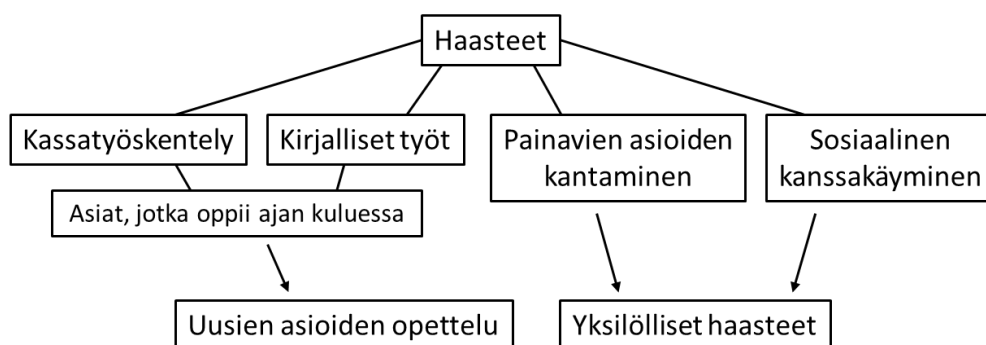 Haasteet
Kassatyöskentely
Kirjalliset työt
Painavien asioiden
kantaminen
Sosiaalinen
kanssakäyminen
Asiat, jotka oppii ajan kuluessa
Uusien asioiden opettelu
Yksilölliset haasteet